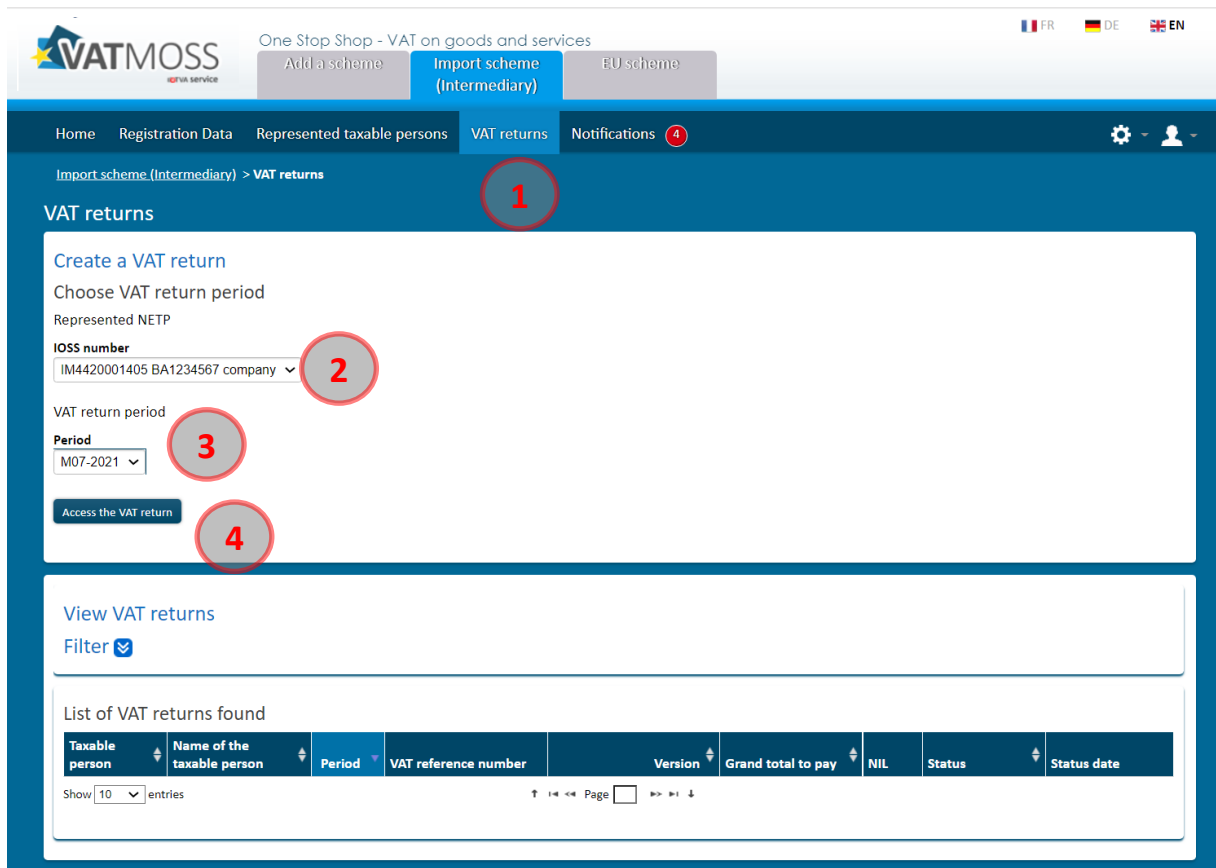 FR DE EN
VATMOSS
eTVA service
One Stop Shop - VAT on goods and services
Add a scheme
Import scheme
(Intermediary)
EU scheme
Home Registration Data Represented taxable persons VAT returns Notifications 4
Import scheme (Intermediary) > VAT returns
1
VAT returns
Create a VAT return
Choose VAT return period
Represented NETP
IOSS number
IM4420001405 BA1234567 company
2
VAT return period
Period
M07-2021
3
Access the VAT return
4
View VAT returns
Filter
List of VAT returns found
Taxable
person
Name of the
taxable person
Period
VAT reference number
Version
Grand total to pay
NIL
Status
Status date
Show 10 entries
Page